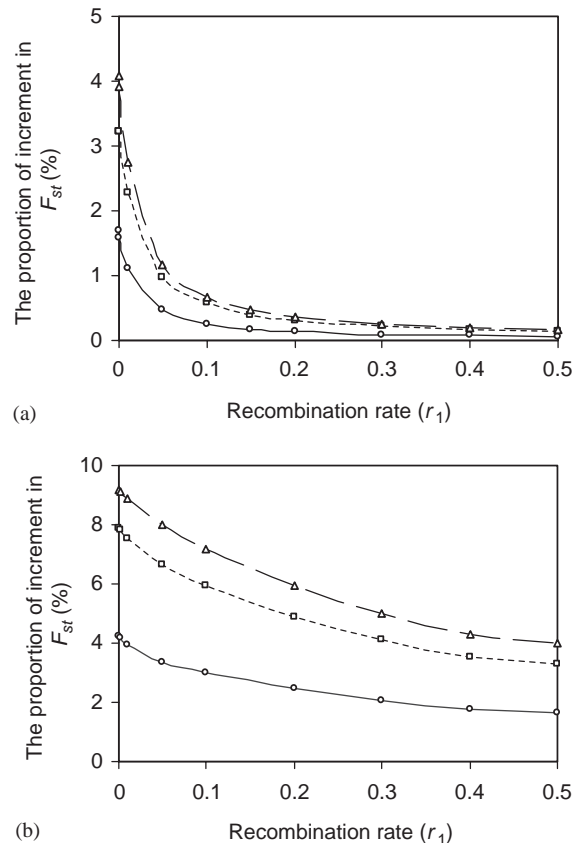 The proportion of increment in
F_st (%)
5
4
3
2
1
0
0 0.1 0.2 0.3 0.4 0.5
(a)
Recombination rate (r_1)
The proportion of increment in
F_st (%)
10
8
6
4
2
0
0 0.1 0.2 0.3 0.4 0.5
(b)
Recombination rate (r_1)